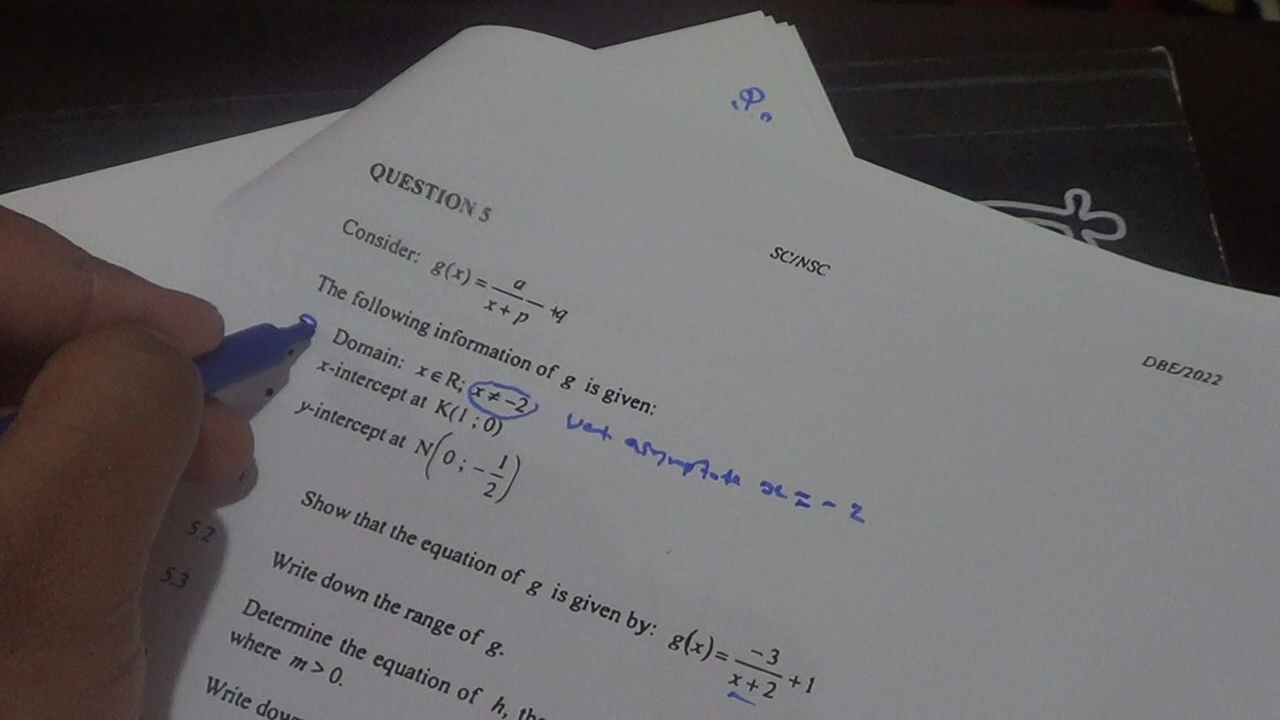 QUESTION 5
SC/NSC
DBE/2022
Consider: g(x) = a/(x + p) + q
The following information of g is given:
Domain: x ∈ R; x ≠ −2
vert asymptote x = - 2
x-intercept at K(1 ; 0)
y-intercept at N(0 ; −1/2)
Show that the equation of g is given by: g(x) = −3/(x + 2) + 1
5.2 Write down the range of g.
5.3 Determine the equation of h, the
where m > 0.
Write down